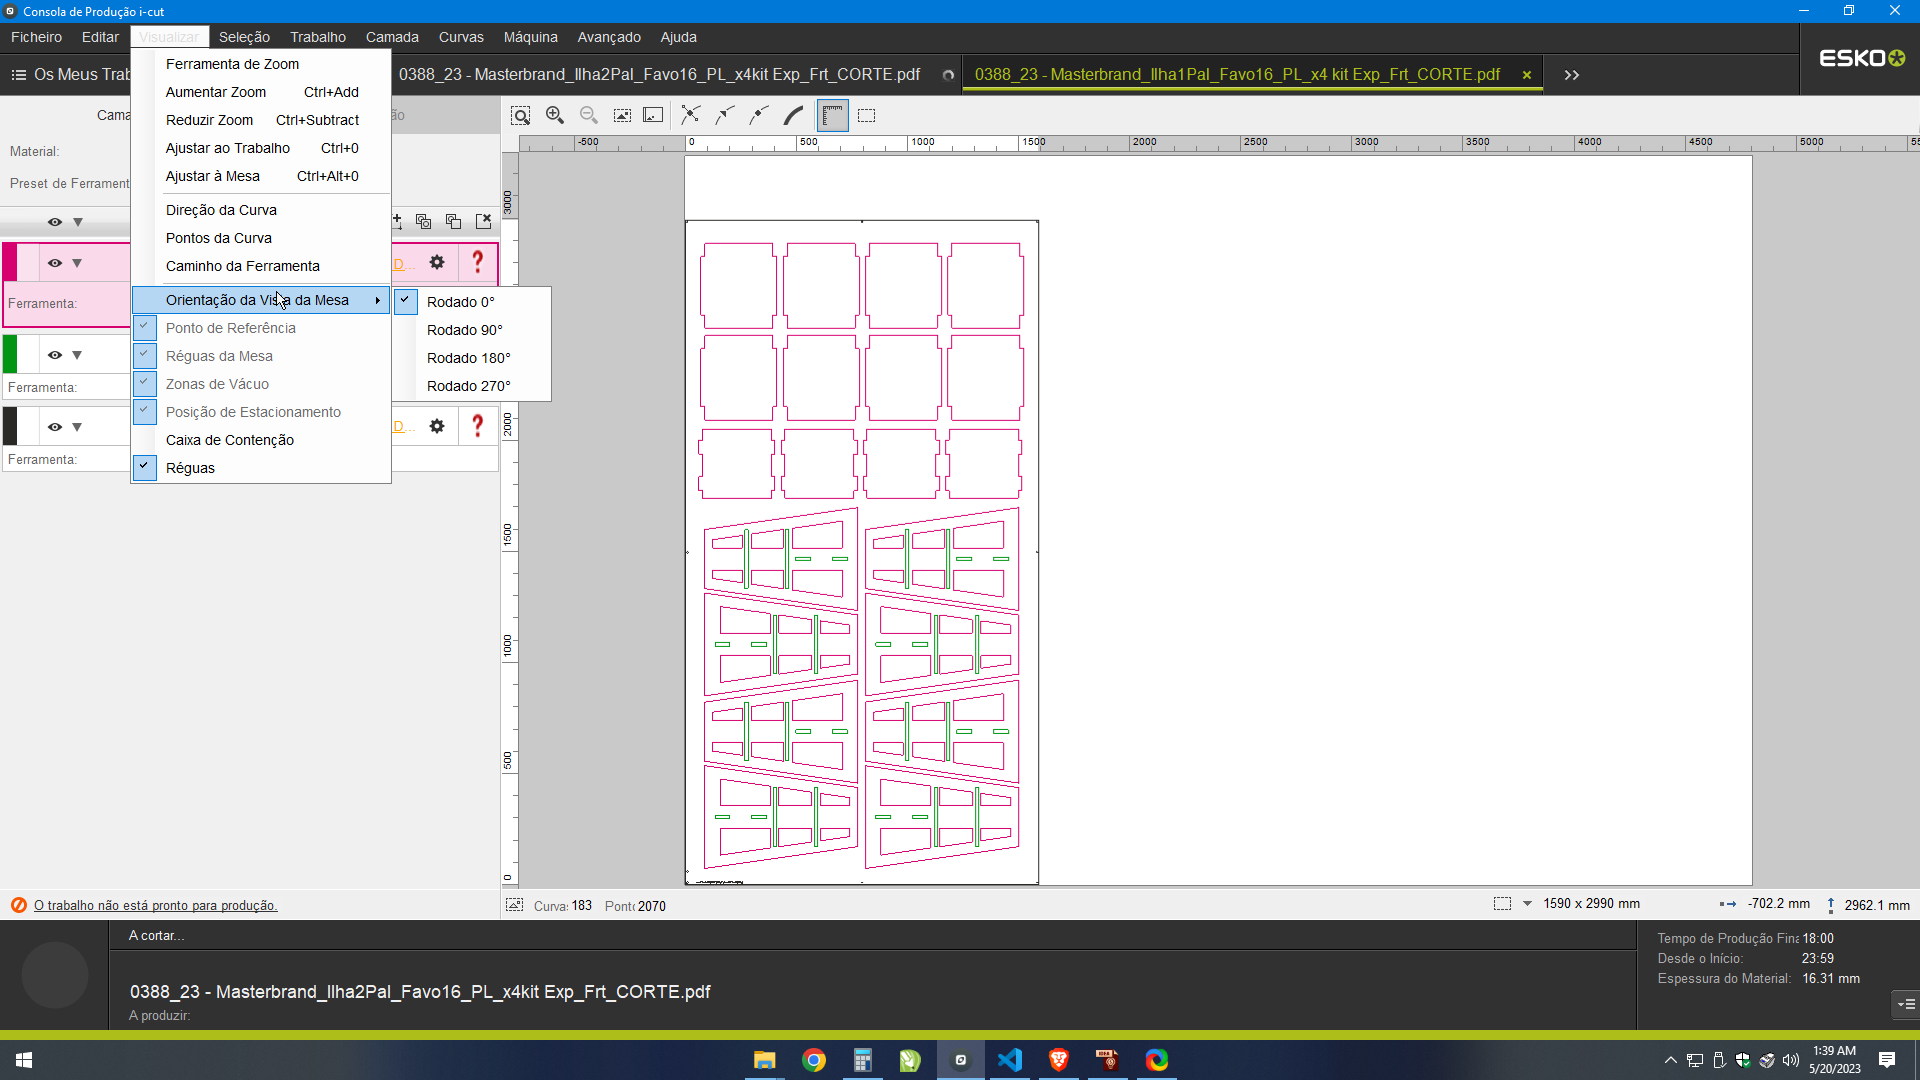 Consola de Produção i-cut
Ficheiro Editar Visualizar Seleção Trabalho Camada Curvas Máquina Avançado Ajuda
Os Meus Trab
0388_23 - Masterbrand_Ilha2Pal_Favo16_PL_x4kit Exp_Frt_CORTE.pdf
0388_23 - Masterbrand_Ilha1Pal_Favo16_PL_x4 kit Exp_Frt_CORTE.pdf ×
ESKO
Cama
ão
Material:
Preset de Ferrament
Ferramenta de Zoom
Aumentar Zoom Ctrl+Add
Reduzir Zoom Ctrl+Subtract
Ajustar ao Trabalho Ctrl+0
Ajustar à Mesa Ctrl+Alt+0
Direção da Curva
Pontos da Curva
Caminho da Ferramenta
Orientação da Vista da Mesa
Ponto de Referência
Réguas da Mesa
Zonas de Vácuo
Posição de Estacionamento
Caixa de Contenção
Réguas
Rodado 0°
Rodado 90°
Rodado 180°
Rodado 270°
D...
Ferramenta:
Ferramenta:
D...
Ferramenta:
-500 0 500 1000 1500 2000 2500 3000 3500 4000 4500 5000 55
3000
2000
1500
1000
500
0
O trabalho não está pronto para produção.
Curva: 183 Ponto 2070
1590 x 2990 mm
-702.2 mm
2962.1 mm
A cortar...
0388_23 - Masterbrand_Ilha2Pal_Favo16_PL_x4kit Exp_Frt_CORTE.pdf
A produzir:
Tempo de Produção Fina 18:00
Desde o Início: 23:59
Espessura do Material: 16.31 mm
1:39 AM
5/20/2023